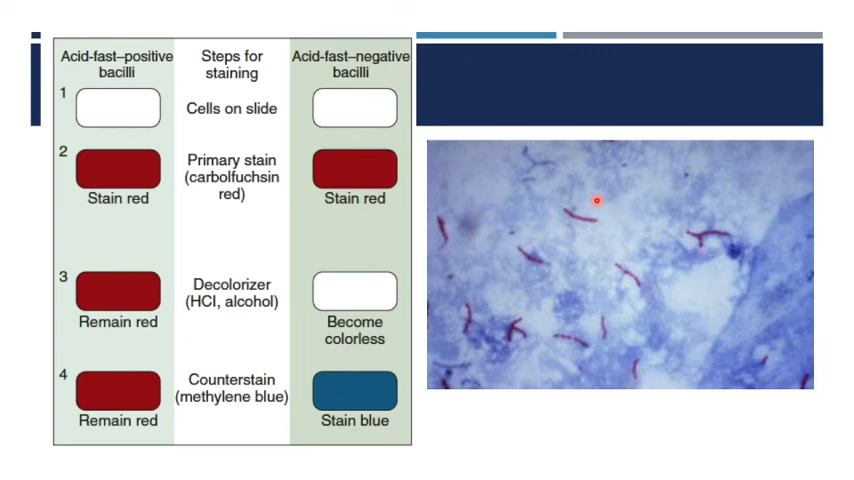 Acid-fast–positive
bacilli
Steps for
staining
Acid-fast–negative
bacilli
1
Cells on slide
2
Primary stain
(carbolfuchsin
red)
Stain red
Stain red
3
Decolorizer
(HCl, alcohol)
Remain red
Become
colorless
4
Counterstain
(methylene blue)
Remain red
Stain blue